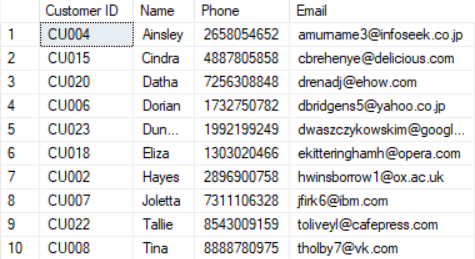 Customer ID Name Phone Email
1 CU004 Ainsley 2658054652 amurname3@infoseek.co.jp
2 CU015 Cindra 4887805858 cbrehenye@delicious.com
3 CU020 Datha 7256308848 drenadj@ehow.com
4 CU006 Dorian 1732750782 dbridgens5@yahoo.co.jp
5 CU023 Dun... 1992199249 dwaszczykowskim@googl...
6 CU018 Eliza 1303020466 ekitteringhamh@opera.com
7 CU002 Hayes 2896900758 hwinsborrow1@ox.ac.uk
8 CU007 Joletta 7311106328 jfirk6@ibm.com
9 CU022 Tallie 8543009159 toliveyl@cafepress.com
10 CU008 Tina 8888780975 tholby7@vk.com